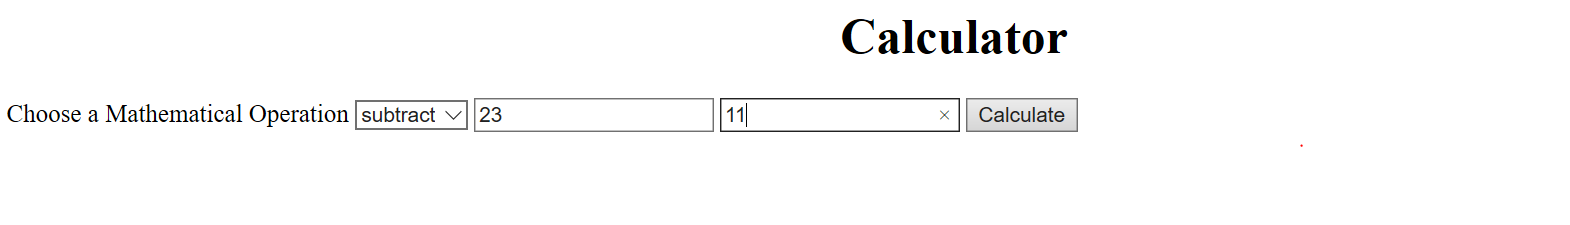 Calculator
Choose a Mathematical Operation subtract 23 11 × Calculate